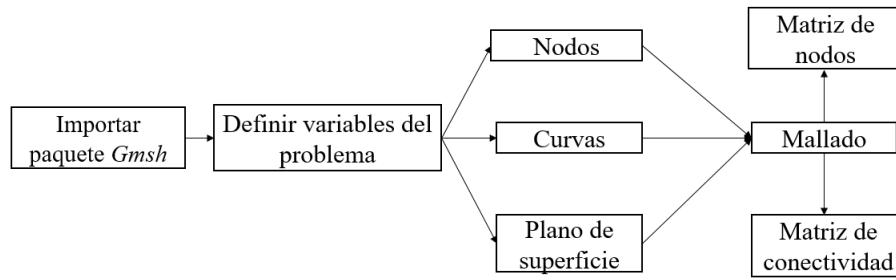 Importar
paquete Gmsh
Definir variables del
problema
Nodos
Curvas
Plano de
superficie
Mallado
Matriz de
nodos
Matriz de
conectividad